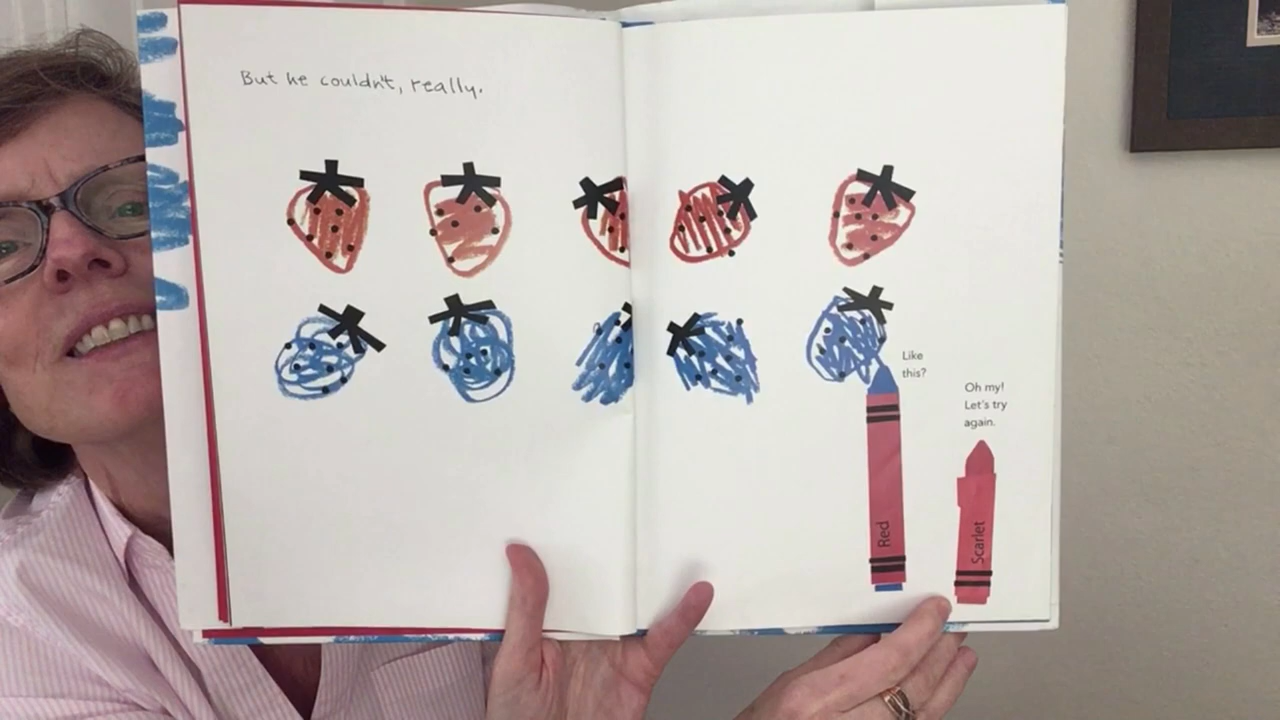 But he couldn't, really.
Like
this?
Oh my!
Let's try
again.
Red
Scarlet